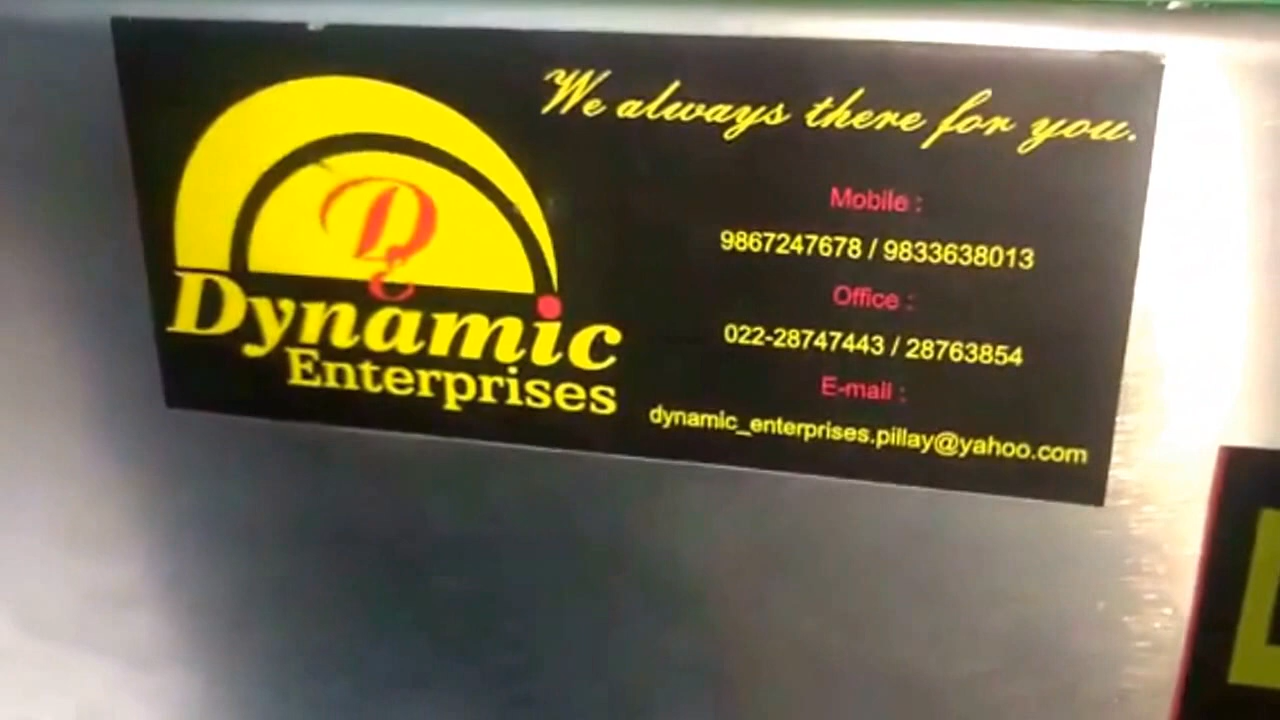 We always there for you.
D
Dynamic
Enterprises
Mobile :
9867247678 / 9833638013
Office :
022-28747443 / 28763854
E-mail :
dynamic_enterprises.pillay@yahoo.com